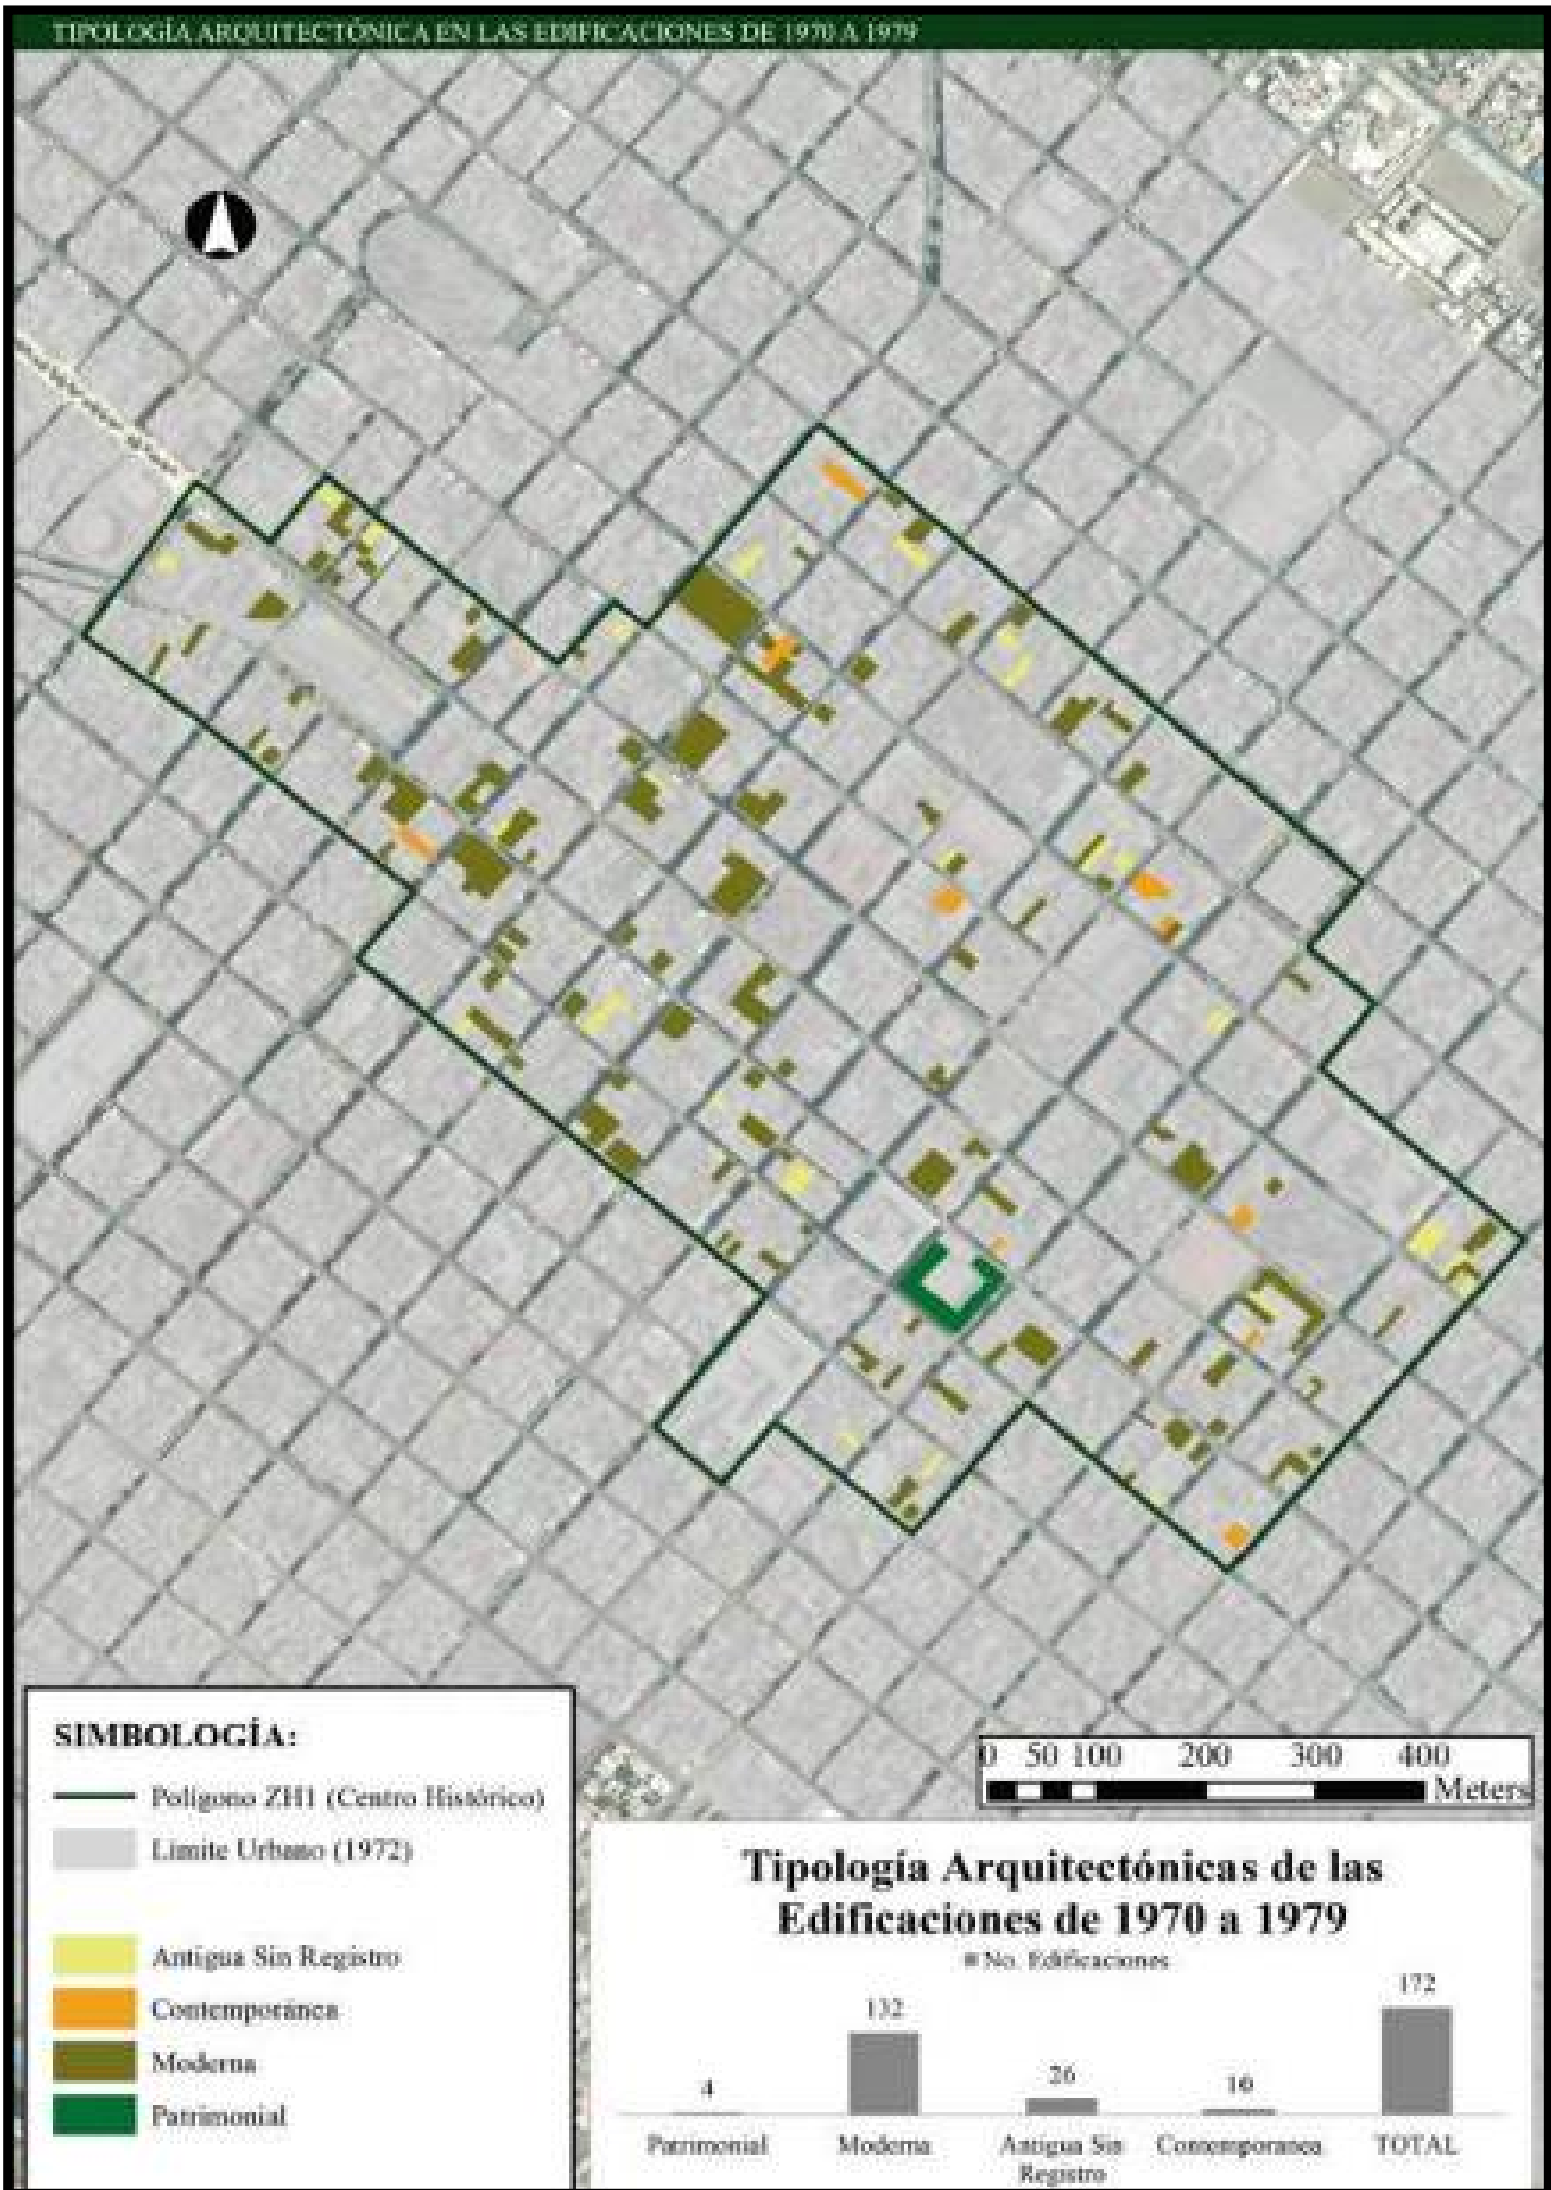 TIPOLOGÍA ARQUITECTÓNICA EN LAS EDIFICACIONES DE 1970 A 1979
SIMBOLOGÍA:
Polígono ZH1 (Centro Histórico)
Limite Urbano (1972)
Antigua Sin Registro
Contemporánea
Moderna
Patrimonial
0 50 100 200 300 400
Meters
Tipología Arquitectónicas de las
Edificaciones de 1970 a 1979
# No. Edificaciones
4 132 26 10 172
Patrimonial Moderna Antigua Sin Contemporanea TOTAL
Registro